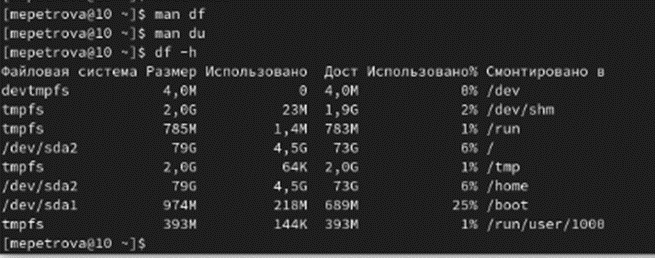 [mepetrova@10 ~]$ man df
[mepetrova@10 ~]$ man du
[mepetrova@10 ~]$ df -h
Файловая система Размер Использовано Дост Использовано% Смонтировано в
devtmpfs 4,0M 0 4,0M 0% /dev
tmpfs 2,0G 23M 1,9G 2% /dev/shm
tmpfs 785M 1,4M 783M 1% /run
/dev/sda2 79G 4,5G 73G 6% /
tmpfs 2,0G 64K 2,0G 1% /tmp
/dev/sda2 79G 4,5G 73G 6% /home
/dev/sda1 974M 218M 689M 25% /boot
tmpfs 393M 144K 393M 1% /run/user/1000
[mepetrova@10 ~]$